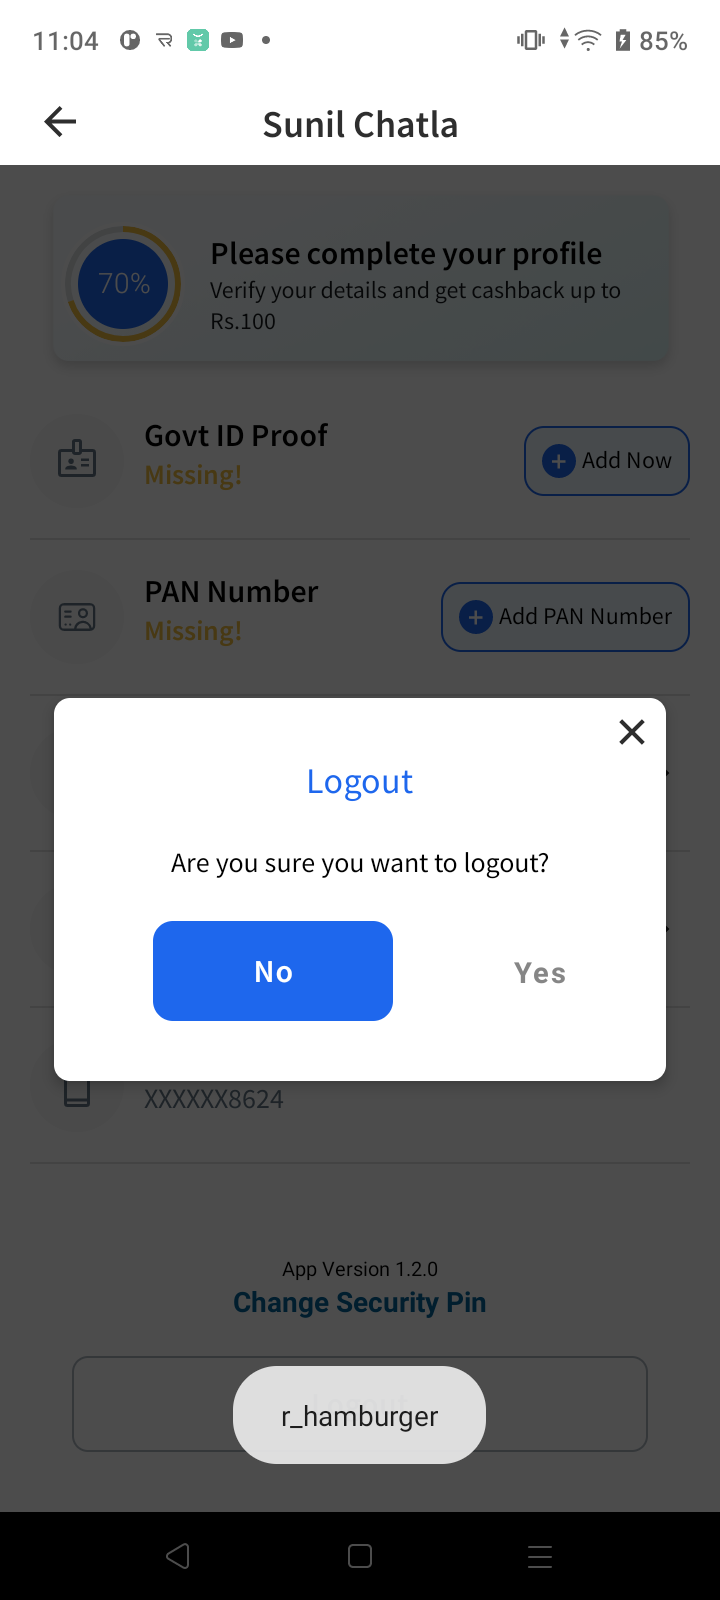 11:04
85%
Sunil Chatla
70%
Please complete your profile
Verify your details and get cashback up to
Rs.100
Govt ID Proof
Missing!
Add Now
PAN Number
Missing!
Add PAN Number
Logout
Are you sure you want to logout?
No
Yes
XXXXXX8624
App Version 1.2.0
Change Security Pin
r_hamburger